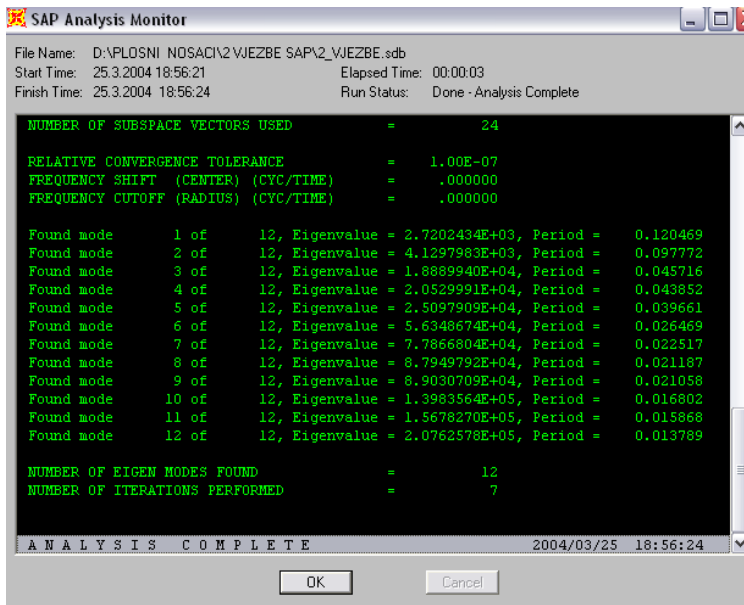 SAP Analysis Monitor
File Name: D:\PLOSNI NOSACI\2 VJEZBE SAP\2_VJEZBE.sdb
Start Time: 25.3.2004 18:56:21 Elapsed Time: 00:00:03
Finish Time: 25.3.2004 18:56:24 Run Status: Done - Analysis Complete
NUMBER OF SUBSPACE VECTORS USED = 24
RELATIVE CONVERGENCE TOLERANCE = 1.00E-07
FREQUENCY SHIFT (CENTER) (CYC/TIME) = .000000
FREQUENCY CUTOFF (RADIUS) (CYC/TIME) = .000000
Found mode 1 of 12, Eigenvalue = 2.7202434E+03, Period = 0.120469
Found mode 2 of 12, Eigenvalue = 4.1297983E+03, Period = 0.097772
Found mode 3 of 12, Eigenvalue = 1.8889940E+04, Period = 0.045716
Found mode 4 of 12, Eigenvalue = 2.0529991E+04, Period = 0.043852
Found mode 5 of 12, Eigenvalue = 2.5097909E+04, Period = 0.039661
Found mode 6 of 12, Eigenvalue = 5.6348674E+04, Period = 0.026469
Found mode 7 of 12, Eigenvalue = 7.7866804E+04, Period = 0.022517
Found mode 8 of 12, Eigenvalue = 8.7949792E+04, Period = 0.021187
Found mode 9 of 12, Eigenvalue = 8.9030709E+04, Period = 0.021058
Found mode 10 of 12, Eigenvalue = 1.3983564E+05, Period = 0.016802
Found mode 11 of 12, Eigenvalue = 1.5678270E+05, Period = 0.015868
Found mode 12 of 12, Eigenvalue = 2.0762578E+05, Period = 0.013789
NUMBER OF EIGEN MODES FOUND = 12
NUMBER OF ITERATIONS PERFORMED = 7
A N A L Y S I S C O M P L E T E 2004/03/25 18:56:24
OK Cancel